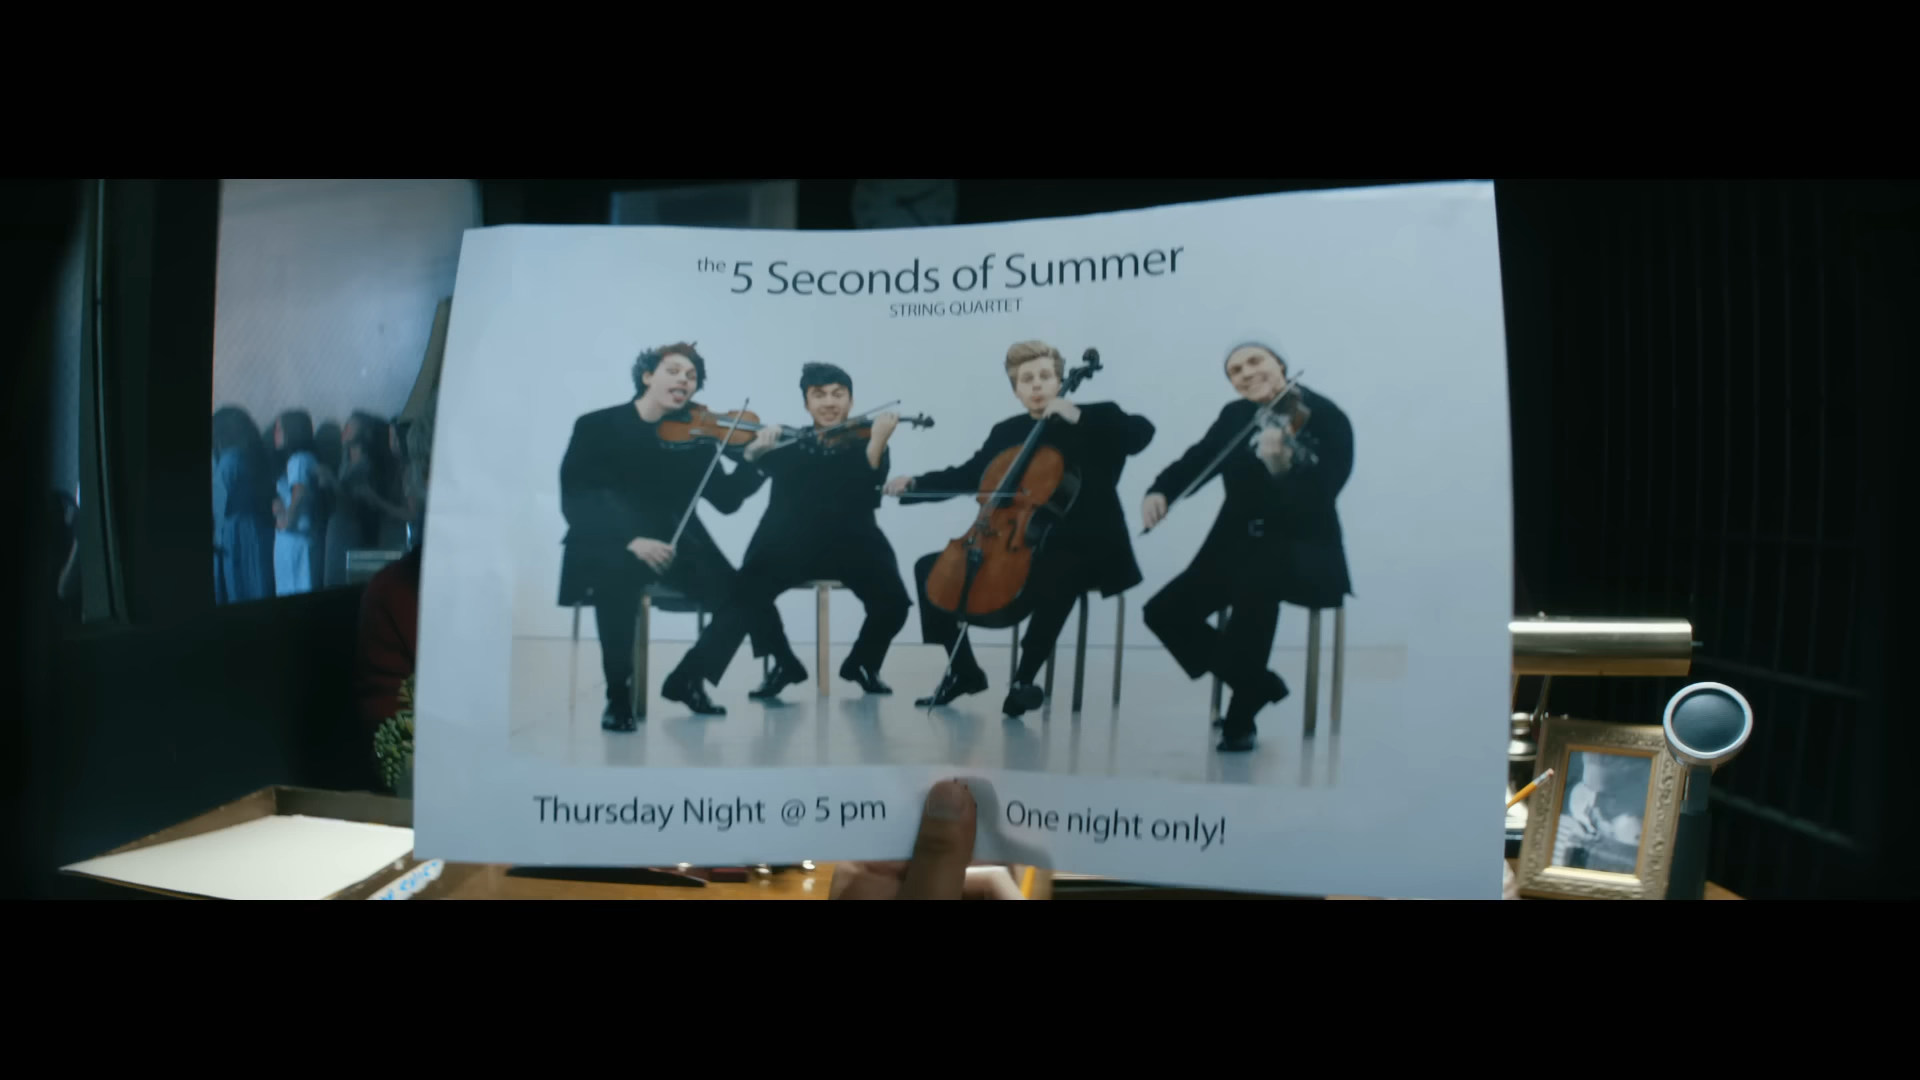 the 5 Seconds of Summer
STRING QUARTET
Thursday Night @ 5 pm One night only!